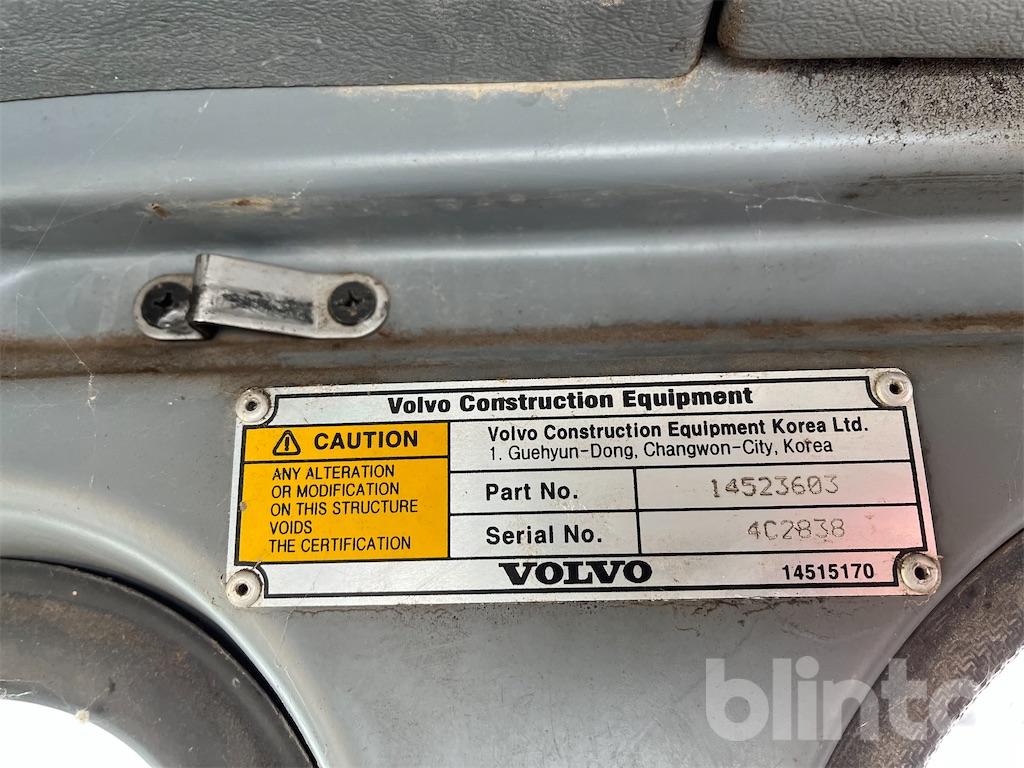 Volvo Construction Equipment
CAUTION
ANY ALTERATION
OR MODIFICATION
ON THIS STRUCTURE
VOIDS
THE CERTIFICATION
Volvo Construction Equipment Korea Ltd.
1. Guehyun-Dong, Changwon-City, Korea
Part No. 14523603
Serial No. 4C2838
VOLVO 14515170
blinto